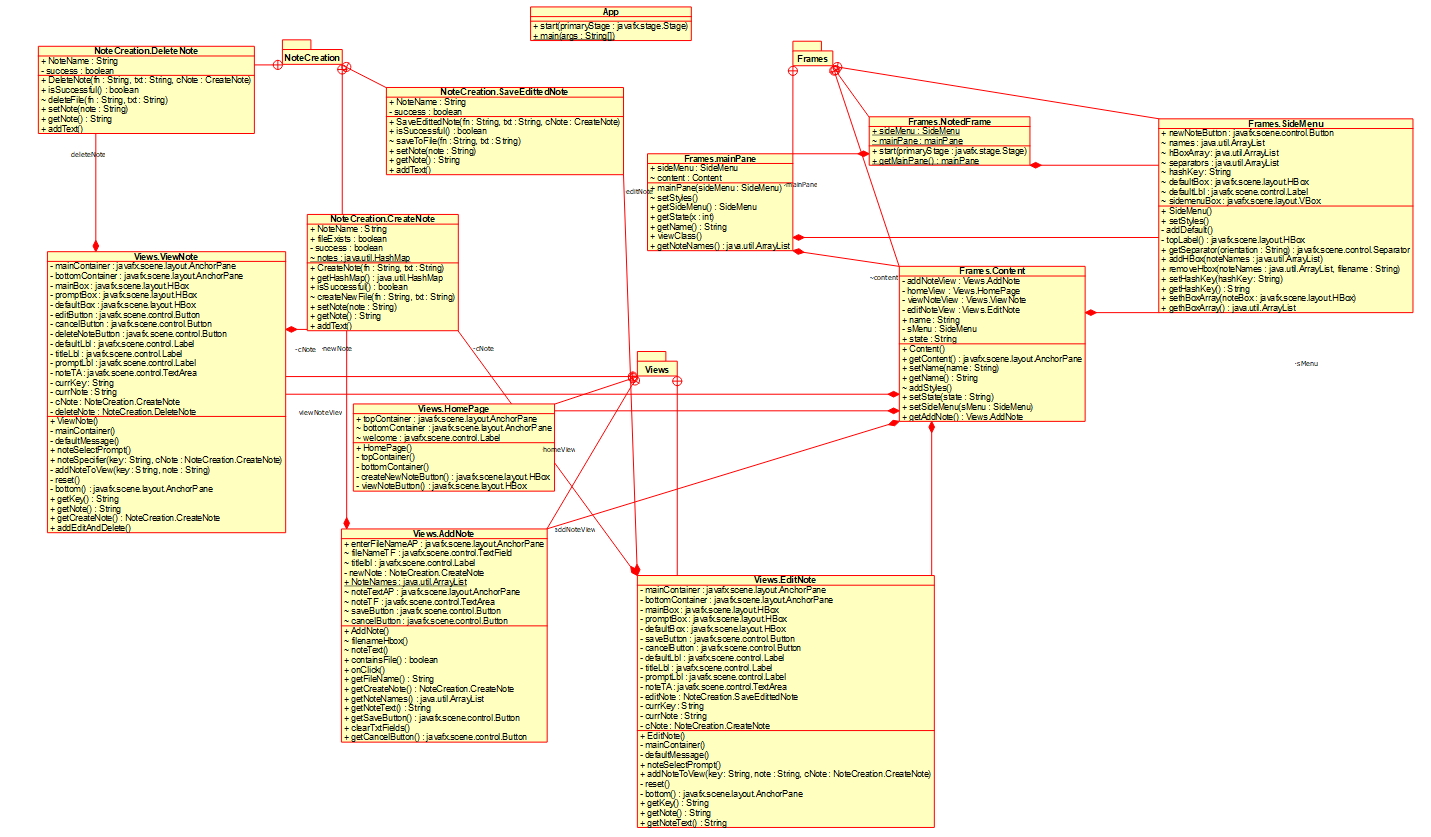 App
+ start(primaryStage : javafx.stage.Stage)
+ main(args : String[])
NoteCreation.DeleteNote
+ NoteName : String
- success : boolean
+ DeleteNote(fn : String, txt : String, cNote : CreateNote)
+ isSuccessful() : boolean
~ deleteFile(fn : String, txt : String)
+ setNote(note : String)
+ getNote() : String
+ addText()
NoteCreation
Frames
NoteCreation.SaveEdittedNote
+ NoteName : String
- success : boolean
+ SaveEdittedNote(fn : String, txt : String, cNote : CreateNote)
+ isSuccessful() : boolean
~ saveToFile(fn : String, txt : String)
+ setNote(note : String)
+ getNote() : String
+ addText()
Frames.NotedFrame
+ sideMenu : SideMenu
~ mainPane : mainPane
+ start(primaryStage : javafx.stage.Stage)
+ getMainPane() : mainPane
Frames.SideMenu
+ newNoteButton : javafx.scene.control.Button
~ names : java.util.ArrayList
~ hBoxArray : java.util.ArrayList
~ separators : java.util.ArrayList
~ hashKey : String
~ defaultBox : javafx.scene.layout.HBox
~ defaultLbl : javafx.scene.control.Label
~ sidemenuBox : javafx.scene.layout.VBox
+ SideMenu()
+ setStyles()
- addDefault()
- topLabel() : javafx.scene.layout.HBox
+ getSeparator(orientation : String) : javafx.scene.control.Separator
+ addHBox(noteNames : java.util.ArrayList)
+ removeHbox(noteNames : java.util.ArrayList, filename : String)
+ setHashKey(hashKey : String)
+ getHashKey() : String
+ setHBoxArray(noteBox : javafx.scene.layout.HBox)
+ gethBoxArray() : java.util.ArrayList
deleteNote
Frames.mainPane
+ sideMenu : SideMenu
~ content : Content
+ mainPane(sideMenu : SideMenu)
~ setStyles()
+ getSideMenu() : SideMenu
+ getState(x : int)
+ getName() : String
+ viewClass()
+ getNoteNames() : java.util.ArrayList
~mainPane
-editNote
NoteCreation.CreateNote
+ NoteName : String
+ fileExists : boolean
- success : boolean
~ notes : java.util.HashMap
+ CreateNote(fn : String, txt : String)
+ getHashMap() : java.util.HashMap
+ isSuccessful() : boolean
~ createNewFile(fn : String, txt : String)
+ setNote(note : String)
+ getNote() : String
+ addText()
Views.ViewNote
- mainContainer : javafx.scene.layout.AnchorPane
- bottomContainer : javafx.scene.layout.AnchorPane
- mainBox : javafx.scene.layout.HBox
- promptBox : javafx.scene.layout.HBox
- defaultBox : javafx.scene.layout.HBox
- editButton : javafx.scene.control.Button
- cancelButton : javafx.scene.control.Button
- deleteNoteButton : javafx.scene.control.Button
- defaultLbl : javafx.scene.control.Label
- titleLbl : javafx.scene.control.Label
- promptLbl : javafx.scene.control.Label
- noteTA : javafx.scene.control.TextArea
- currKey : String
- currNote : String
- cNote : NoteCreation.CreateNote
- deleteNote : NoteCreation.DeleteNote
+ ViewNote()
- mainContainer()
- defaultMessage()
+ noteSelectPrompt()
+ noteSpecifier(key : String, cNote : NoteCreation.CreateNote)
- addNoteToView(key : String, note : String)
- reset()
- bottom() : javafx.scene.layout.AnchorPane
+ getKey() : String
+ getNote() : String
+ getCreateNote() : NoteCreation.CreateNote
+ addEditAndDelete()
~content
Frames.Content
- addNoteView : Views.AddNote
- homeView : Views.HomePage
- viewNoteView : Views.ViewNote
- editNoteView : Views.EditNote
+ name : String
- sMenu : SideMenu
+ state : String
+ Content()
+ getContent() : javafx.scene.layout.AnchorPane
+ setName(name : String)
+ getName() : String
~ addStyles()
+ setState(state : String)
+ setSideMenu(sMenu : SideMenu)
+ getAddNote() : Views.AddNote
-cNote
-newNote
-cNote
-sMenu
Views
viewNoteView
Views.HomePage
+ topContainer : javafx.scene.layout.AnchorPane
~ bottomContainer : javafx.scene.layout.AnchorPane
~ welcome : javafx.scene.control.Label
+ HomePage()
- topContainer()
- bottomContainer()
- createNewNoteButton() : javafx.scene.layout.HBox
- viewNoteButton() : javafx.scene.layout.HBox
homeView
addNoteView
Views.AddNote
+ enterFileNameAP : javafx.scene.layout.AnchorPane
~ fileNameTF : javafx.scene.control.TextField
~ titlelbl : javafx.scene.control.Label
- newNote : NoteCreation.CreateNote
+ NoteNames : java.util.ArrayList
~ noteTextAP : javafx.scene.layout.AnchorPane
~ noteTF : javafx.scene.control.TextArea
~ saveButton : javafx.scene.control.Button
~ cancelButton : javafx.scene.control.Button
+ AddNote()
~ filenameHbox()
~ noteText()
+ containsFile() : boolean
+ onClick()
+ getFileName() : String
+ getCreateNote() : NoteCreation.CreateNote
+ getNoteNames() : java.util.ArrayList
+ getNoteText() : String
+ getSaveButton() : javafx.scene.control.Button
+ clearTxtFields()
+ getCancelButton() : javafx.scene.control.Button
Views.EditNote
- mainContainer : javafx.scene.layout.AnchorPane
- bottomContainer : javafx.scene.layout.AnchorPane
- mainBox : javafx.scene.layout.HBox
- promptBox : javafx.scene.layout.HBox
- defaultBox : javafx.scene.layout.HBox
- saveButton : javafx.scene.control.Button
- cancelButton : javafx.scene.control.Button
- defaultLbl : javafx.scene.control.Label
- titleLbl : javafx.scene.control.Label
- promptLbl : javafx.scene.control.Label
- noteTA : javafx.scene.control.TextArea
- editNote : NoteCreation.SaveEdittedNote
- currKey : String
- currNote : String
- cNote : NoteCreation.CreateNote
+ EditNote()
- mainContainer()
- defaultMessage()
+ noteSelectPrompt()
+ addNoteToView(key : String, note : String, cNote : NoteCreation.CreateNote)
- reset()
- bottom() : javafx.scene.layout.AnchorPane
+ getKey() : String
+ getNote() : String
+ getNoteText() : String